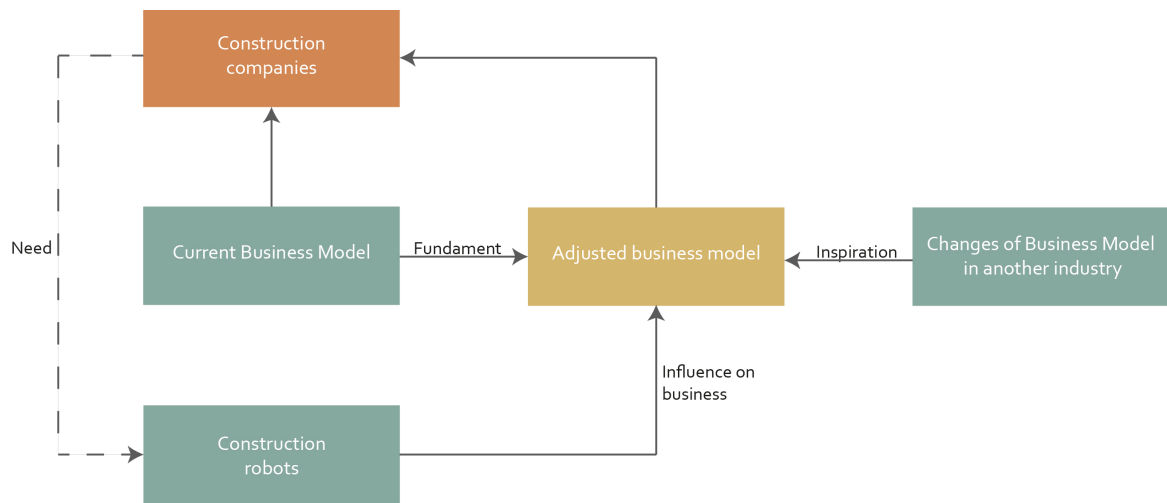 Construction
companies
Need
Current Business Model
Fundament
Adjusted business model
Inspiration
Changes of Business Model
in another industry
Influence on
business
Construction
robots